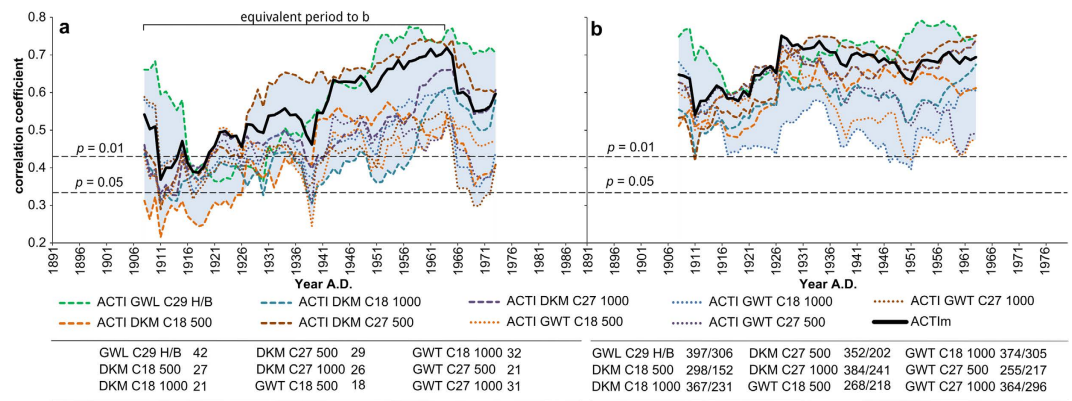 equivalent period to b
a
b
correlation coefficient
0.8
0.7
0.6
0.5
0.4
0.3
0.2
p = 0.01
p = 0.05
p = 0.01
p = 0.05
1891 1896 1901 1906 1911 1916 1921 1926 1931 1936 1941 1946 1951 1956 1961 1966 1971 1976 1981 1886
1891 1896 1901 1906 1911 1916 1921 1926 1931 1936 1941 1946 1951 1956 1961 1966 1971 1976
Year A.D. Year A.D.
ACTI GWL C29 H/B ACTI DKM C18 1000 ACTI DKM C27 1000 ACTI GWT C18 1000 ACTI GWT C27 1000
ACTI DKM C18 500 ACTI DKM C27 500 ACTI GWT C18 500 ACTI GWT C27 500 ACTIm
GWL C29 H/B 42 DKM C27 500 29 GWT C18 1000 32
DKM C18 500 27 DKM C27 1000 26 GWT C27 500 21
DKM C18 1000 21 GWT C18 500 18 GWT C27 1000 31
GWL C29 H/B 397/306 DKM C27 500 352/202 GWT C18 1000 374/305
DKM C18 500 298/152 DKM C27 1000 384/241 GWT C27 500 255/217
DKM C18 1000 367/231 GWT C18 500 268/218 GWT C27 1000 364/296